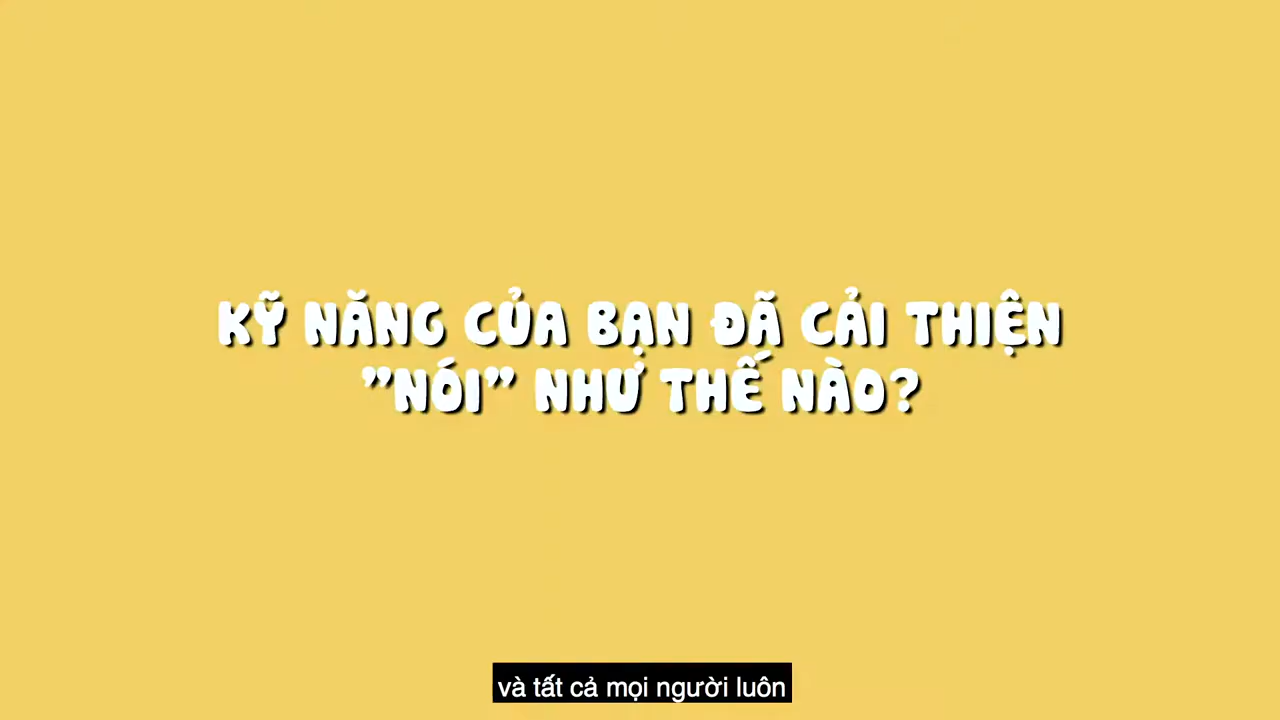 KỸ NĂNG CỦA BẠN ĐÃ CẢI THIỆN
"NÓI" NHƯ THẾ NÀO?
và tất cả mọi người luôn